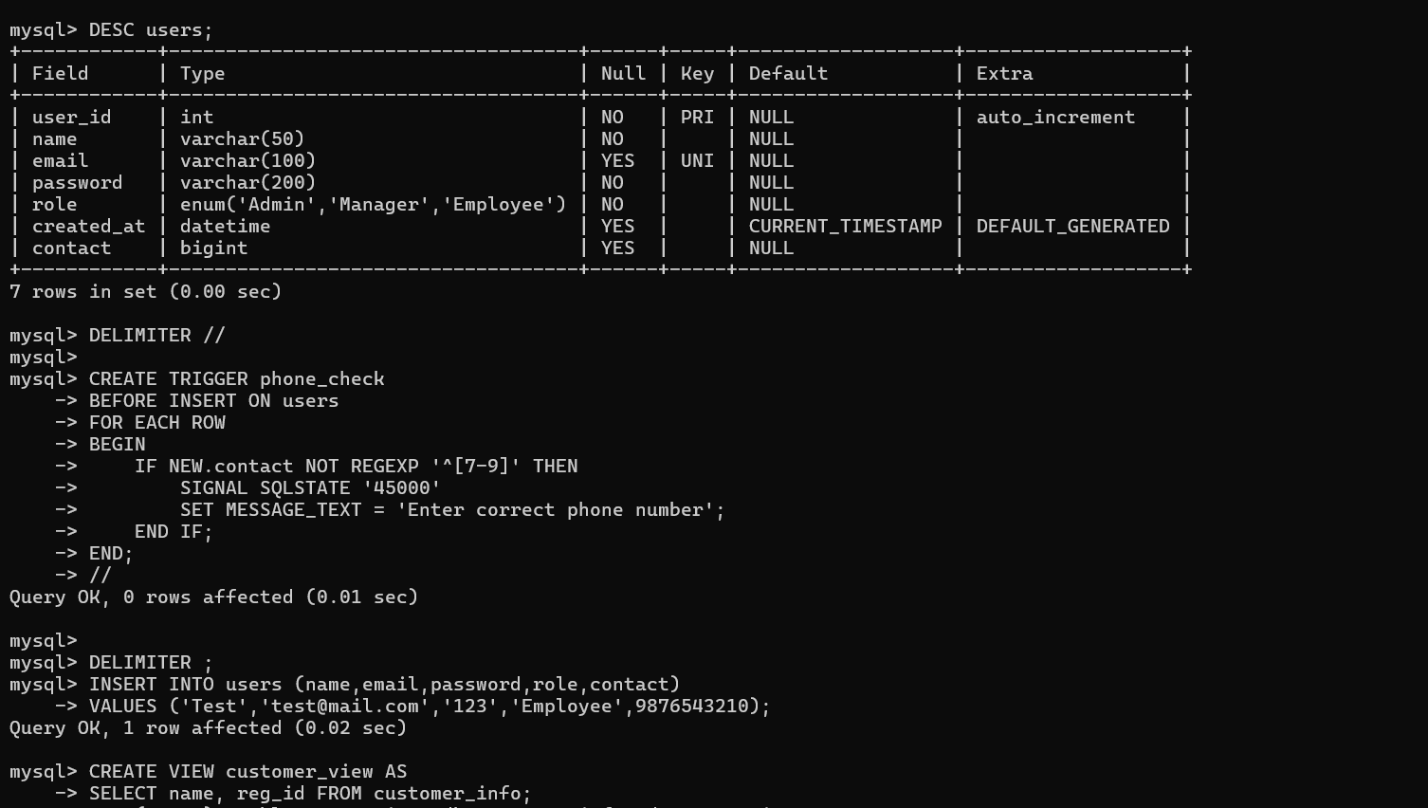 mysql> DESC users;
+------------+-------------------------------------+------+-----+-------------------+-------------------+
| Field      | Type                                | Null | Key | Default           | Extra             |
+------------+-------------------------------------+------+-----+-------------------+-------------------+
| user_id    | int                                 | NO   | PRI | NULL              | auto_increment    |
| name       | varchar(50)                         | NO   |     | NULL              |                   |
| email      | varchar(100)                        | YES  | UNI | NULL              |                   |
| password   | varchar(200)                        | NO   |     | NULL              |                   |
| role       | enum('Admin','Manager','Employee')  | NO   |     | NULL              |                   |
| created_at | datetime                            | YES  |     | CURRENT_TIMESTAMP | DEFAULT_GENERATED |
| contact    | bigint                              | YES  |     | NULL              |                   |
+------------+-------------------------------------+------+-----+-------------------+-------------------+
7 rows in set (0.00 sec)
mysql> DELIMITER //
mysql>
mysql> CREATE TRIGGER phone_check
    -> BEFORE INSERT ON users
    -> FOR EACH ROW
    -> BEGIN
    ->     IF NEW.contact NOT REGEXP '^[7-9]' THEN
    ->         SIGNAL SQLSTATE '45000'
    ->         SET MESSAGE_TEXT = 'Enter correct phone number';
    ->     END IF;
    -> END;
    -> //
Query OK, 0 rows affected (0.01 sec)
mysql>
mysql> DELIMITER ;
mysql> INSERT INTO users (name,email,password,role,contact)
    -> VALUES ('Test','test@mail.com','123','Employee',9876543210);
Query OK, 1 row affected (0.02 sec)
mysql> CREATE VIEW customer_view AS
    -> SELECT name, reg_id FROM customer_info;